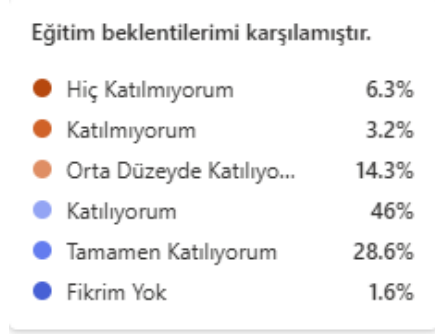 Eğitim beklentilerimi karşılamıştır.
Hiç Katılmıyorum 6.3%
Katılmıyorum 3.2%
Orta Düzeyde Katılıyo... 14.3%
Katılıyorum 46%
Tamamen Katılıyorum 28.6%
Fikrim Yok 1.6%